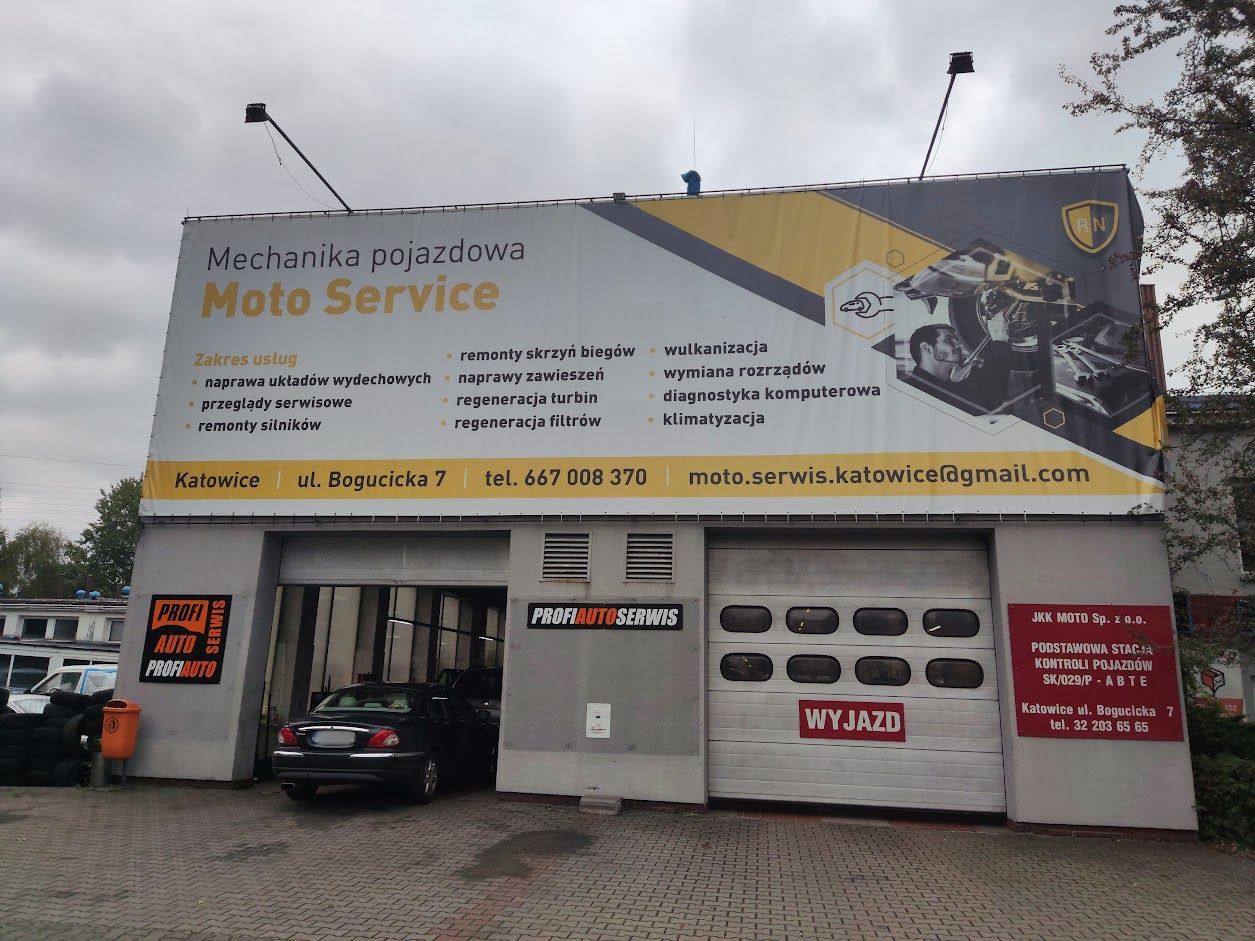 Mechanika pojazdowa
Moto Service
RN
Zakres usług
• naprawa układów wydechowych
• przeglądy serwisowe
• remonty silników
• remonty skrzyń biegów
• naprawy zawieszeń
• regeneracja turbin
• regeneracja filtrów
• wulkanizacja
• wymiana rozrządów
• diagnostyka komputerowa
• klimatyzacja
Katowice | ul. Bogucicka 7 | tel. 667 008 370 | moto.serwis.katowice@gmail.com
PROFI
AUTO
SERWIS
PROFIAUTO
PROFIAUTOSERWIS
WYJAZD
JKK MOTO Sp. z o.o.
PODSTAWOWA STACJA
KONTROLI POJAZDÓW
SK/029/P - A B T E
Katowice ul. Bogucicka 7
tel. 32 203 65 65